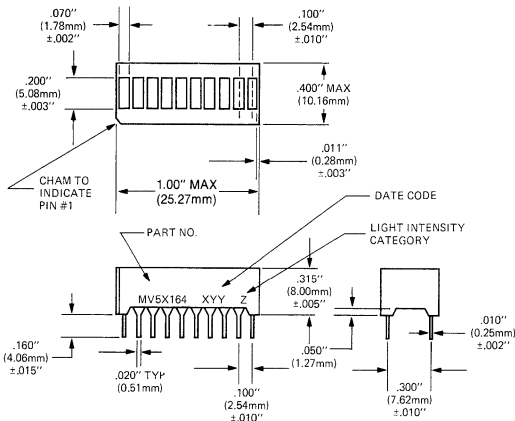 .070"
(1.78mm)
±.002"
.100"
(2.54mm)
±.010"
.200"
(5.08mm)
±.003"
.400" MAX
(10.16mm)
.011"
(0.28mm)
±.003"
CHAM TO
INDICATE
PIN #1
1.00" MAX
(25.27mm)
DATE CODE
PART NO.
LIGHT INTENSITY
CATEGORY
.315"
(8.00mm)
±.005"
MV5X164 XYY Z
.160"
(4.06mm)
±.015"
.020" TYP
(0.51mm)
.100"
(2.54mm)
±.010"
.050"
(1.27mm)
.010"
(0.25mm)
±.002"
.300"
(7.62mm)
±.010"